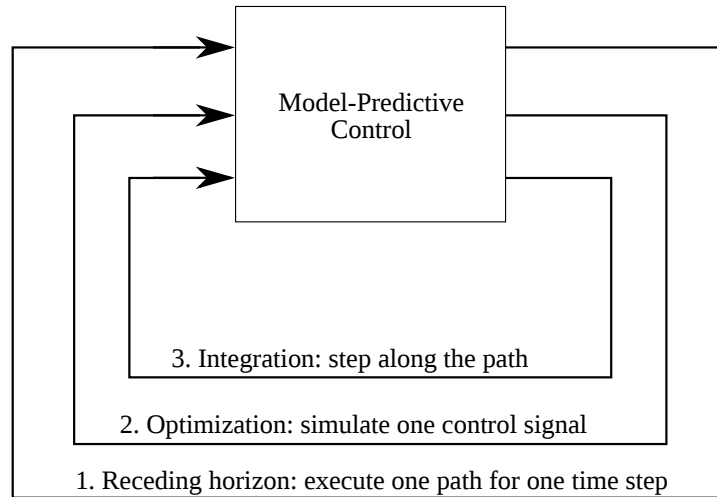 Model-Predictive
Control
3. Integration: step along the path
2. Optimization: simulate one control signal
1. Receding horizon: execute one path for one time step